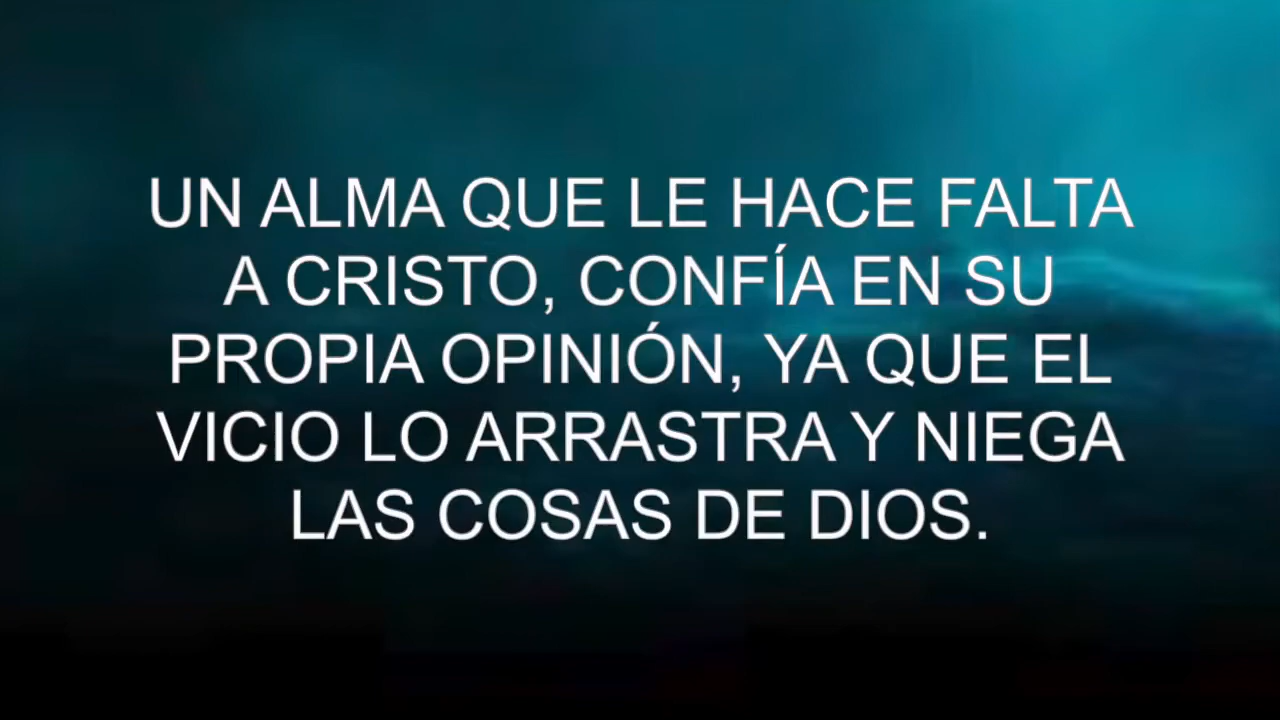 UN ALMA QUE LE HACE FALTA
A CRISTO, CONFÍA EN SU
PROPIA OPINIÓN, YA QUE EL
VICIO LO ARRASTRA Y NIEGA
LAS COSAS DE DIOS.